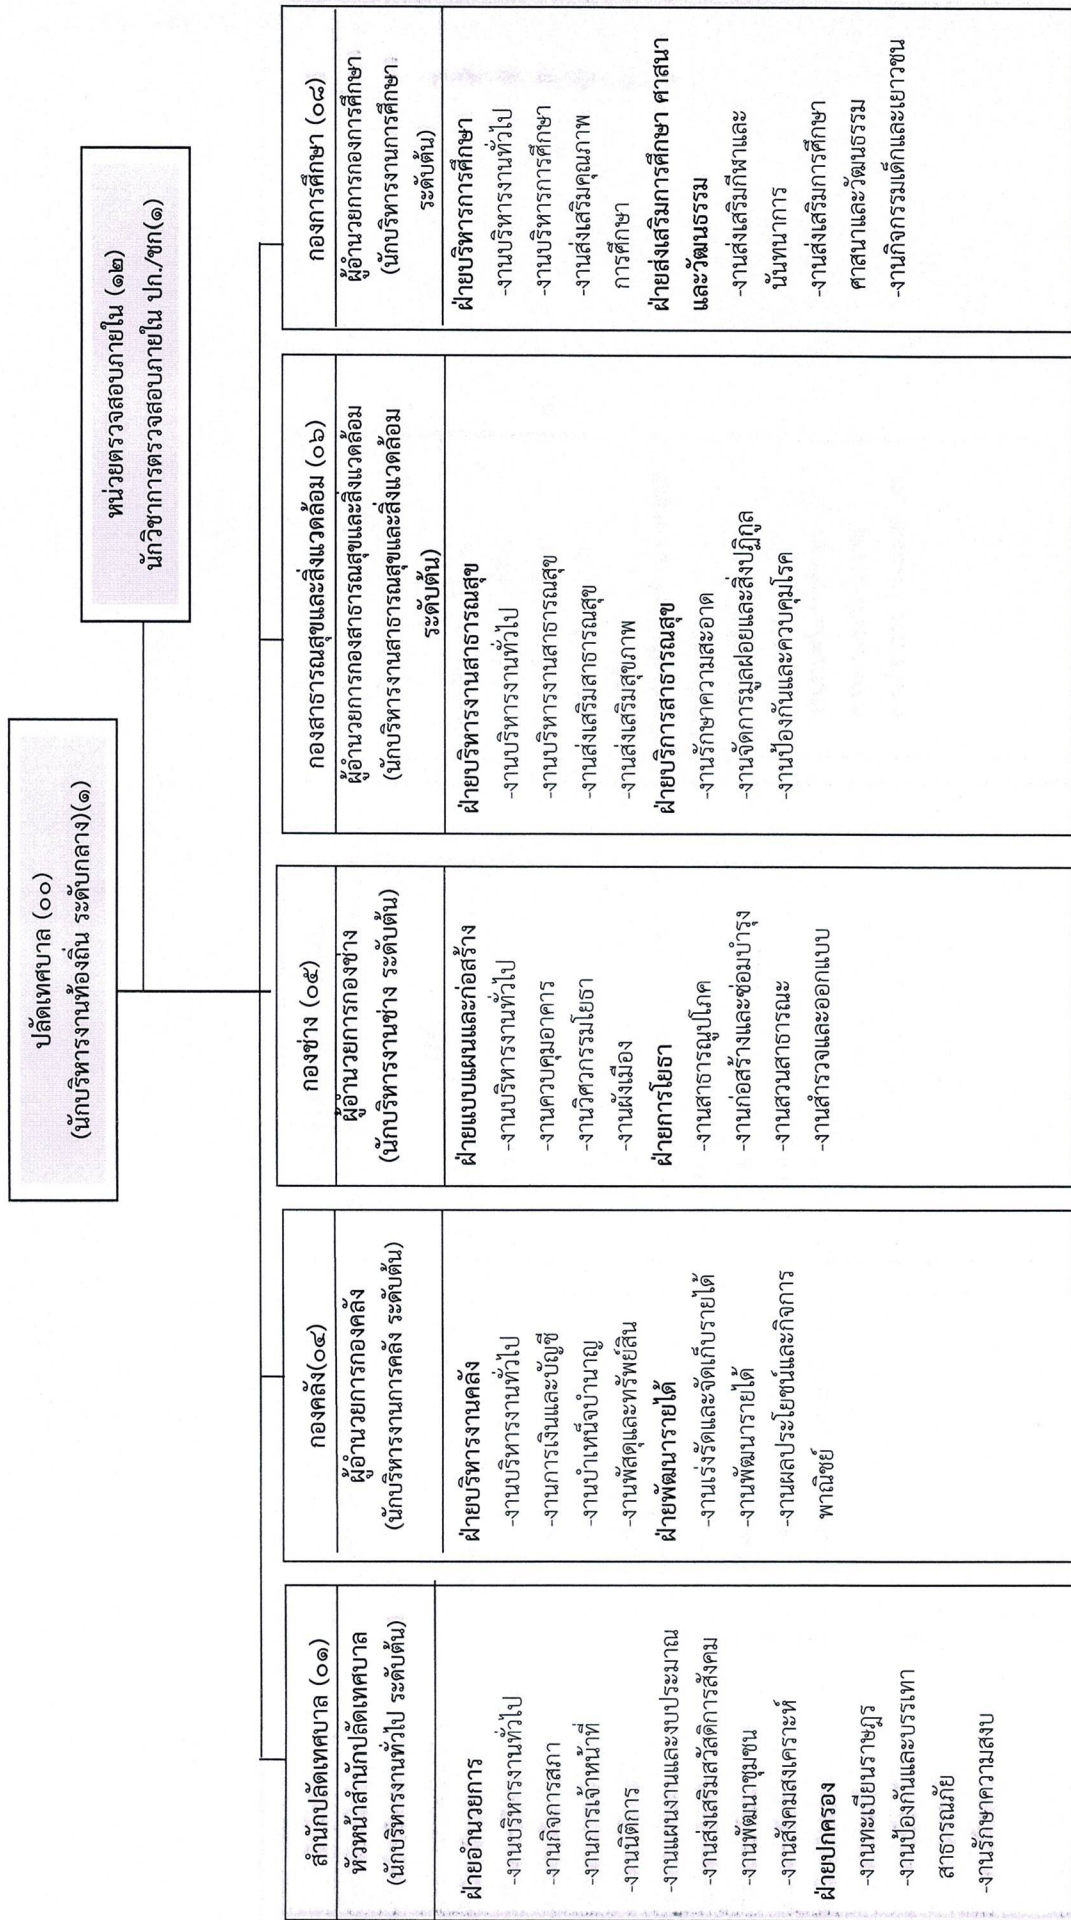 ปลัดเทศบาล (๐๐)
(นักบริหารงานท้องถิ่น ระดับกลาง)(๑)
หน่วยตรวจสอบภายใน (๑๒)
นักวิชาการตรวจสอบภายใน ปก./ชก(๑)
สำนักปลัดเทศบาล (๐๑)
หัวหน้าสำนักปลัดเทศบาล
(นักบริหารงานทั่วไป ระดับต้น)
ฝ่ายอำนวยการ
-งานบริหารงานทั่วไป
-งานกิจการสภา
-งานการเจ้าหน้าที่
-งานนิติการ
-งานแผนงานและงบประมาณ
-งานส่งเสริมสวัสดิการสังคม
-งานพัฒนาชุมชน
-งานสังคมสงเคราะห์
ฝ่ายปกครอง
-งานทะเบียนราษฎร
-งานป้องกันและบรรเทา
สาธารณภัย
-งานรักษาความสงบ
กองคลัง(๐๔)
ผู้อำนวยการกองคลัง
(นักบริหารงานการคลัง ระดับต้น)
ฝ่ายบริหารงานคลัง
-งานบริหารงานทั่วไป
-งานการเงินและบัญชี
-งานบำเหน็จบำนาญ
-งานพัสดุและทรัพย์สิน
ฝ่ายพัฒนารายได้
-งานเร่งรัดและจัดเก็บรายได้
-งานพัฒนารายได้
-งานผลประโยชน์และกิจการ
พาณิชย์
กองช่าง (๐๕)
ผู้อำนวยการกองช่าง
(นักบริหารงานช่าง ระดับต้น)
ฝ่ายแบบแผนและก่อสร้าง
-งานบริหารงานทั่วไป
-งานควบคุมอาคาร
-งานวิศวกรรมโยธา
-งานผังเมือง
ฝ่ายการโยธา
-งานสาธารณูปโภค
-งานก่อสร้างและซ่อมบำรุง
-งานสวนสาธารณะ
-งานสำรวจและออกแบบ
กองสาธารณสุขและสิ่งแวดล้อม (๐๖)
ผู้อำนวยการกองสาธารณสุขและสิ่งแวดล้อม
(นักบริหารงานสาธารณสุขและสิ่งแวดล้อม
ระดับต้น)
ฝ่ายบริหารงานสาธารณสุข
-งานบริหารงานทั่วไป
-งานบริหารงานสาธารณสุข
-งานส่งเสริมสาธารณสุข
-งานส่งเสริมสุขภาพ
ฝ่ายบริการสาธารณสุข
-งานรักษาความสะอาด
-งานจัดการมูลฝอยและสิ่งปฏิกูล
-งานป้องกันและควบคุมโรค
กองการศึกษา (๐๘)
ผู้อำนวยการกองการศึกษา.
(นักบริหารงานการศึกษา.
ระดับต้น)
ฝ่ายบริหารการศึกษา
-งานบริหารงานทั่วไป
-งานบริหารการศึกษา
-งานส่งเสริมคุณภาพ
การศึกษา
ฝ่ายส่งเสริมการศึกษา ศาสนา
และวัฒนธรรม
-งานส่งเสริมกีฬาและ
นันทนาการ
-งานส่งเสริมการศึกษา
ศาสนาและวัฒนธรรม
-งานกิจกรรมเด็กและเยาวชน